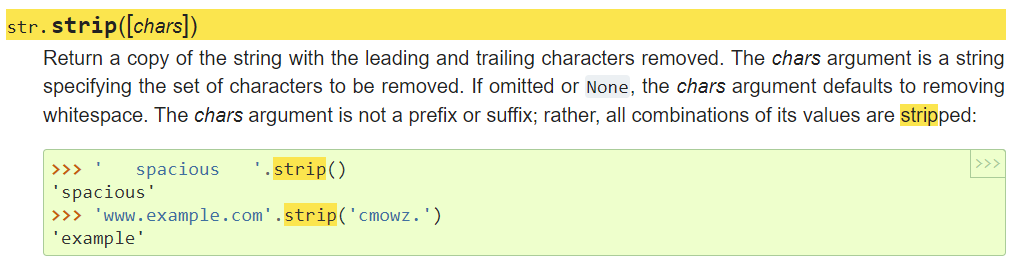 str.strip([chars])
Return a copy of the string with the leading and trailing characters removed. The chars argument is a string
specifying the set of characters to be removed. If omitted or None, the chars argument defaults to removing
whitespace. The chars argument is not a prefix or suffix; rather, all combinations of its values are stripped:
>>> '   spacious   '.strip()
>>>
'spacious'
>>> 'www.example.com'.strip('cmowz.')
'example'